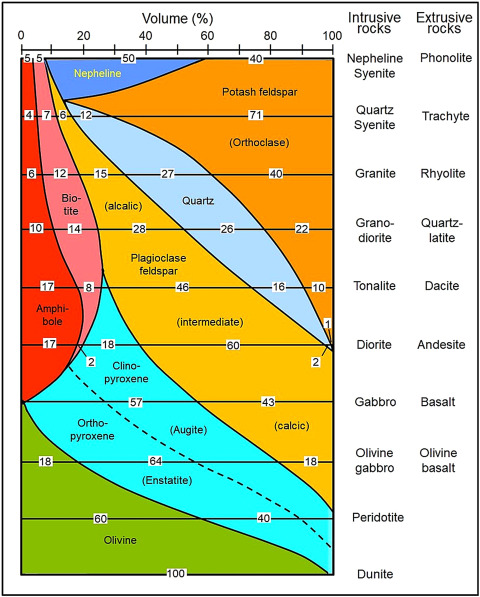 Volume (%)
Intrusive rocks
Extrusive rocks
0 20 40 60 80 100
5 5 50 40
Nepheline
Nepheline Syenite
Phonolite
Potash feldspar
4 7 6 12 71
Quartz Syenite
Trachyte
(Orthoclase)
6 12 15 27 40
Granite
Rhyolite
Bio-
tite
(alcalic)
Quartz
10 14 28 26 22
Grano-
diorite
Quartz-
latite
Plagioclase
feldspar
17 8 46 16 10
Tonalite
Dacite
Amphi-
bole
(intermediate)
1
17 18 60
Diorite
Andesite
2 2
Clino-
pyroxene
57 43
Gabbro
Basalt
Ortho-
pyroxene
(Augite)
(calcic)
18 64 18
Olivine
gabbro
Olivine
basalt
(Enstatite)
60 40
Peridotite
Olivine
100
Dunite